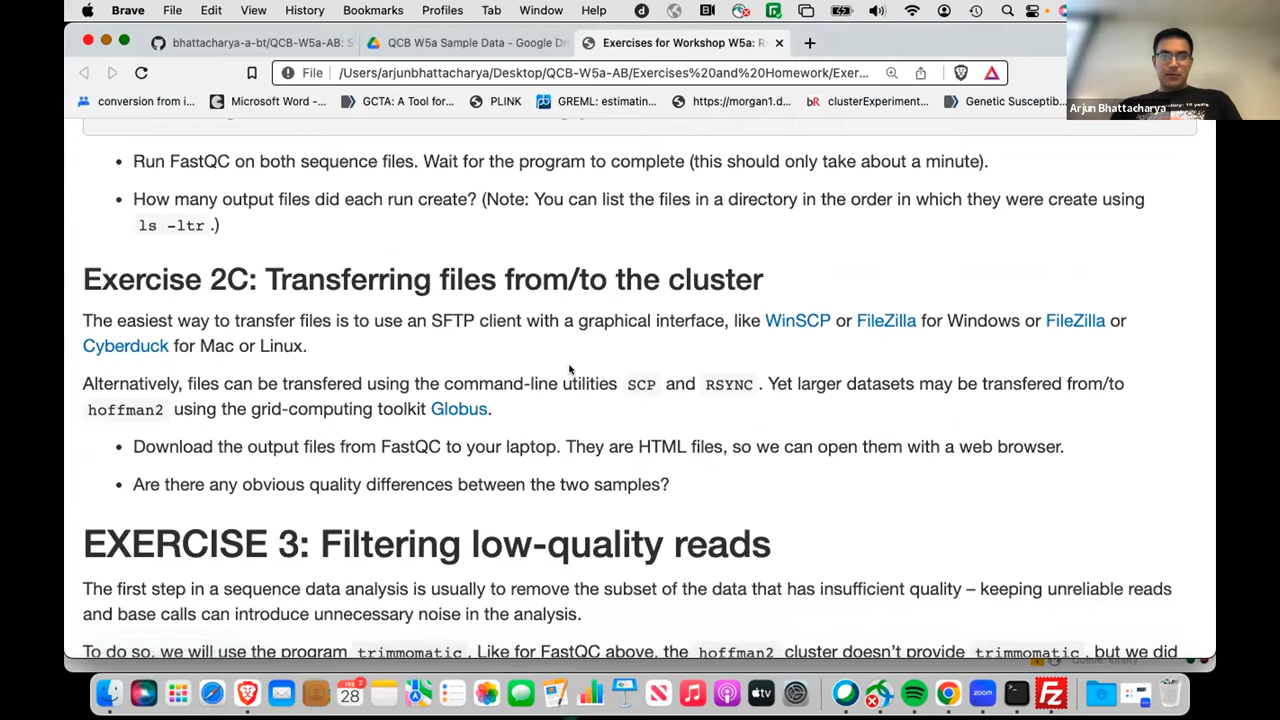 Brave File Edit View History Bookmarks Profiles Tab Window Help
bhattacharya-a-bt/QCB-W5a-AB: S
QCB W5a Sample Data - Google Dr
Exercises for Workshop W5a: R
File /Users/arjunbhattacharya/Desktop/QCB-W5a-AB/Exercises%20and%20Homework/Exer...
conversion from i... Microsoft Word -... GCTA: A Tool for... PLINK GREML: estimatin... https://morgan1.d... clusterExperiment... Genetic Susceptib...
Arjun Bhattacharya
• Run FastQC on both sequence files. Wait for the program to complete (this should only take about a minute).
• How many output files did each run create? (Note: You can list the files in a directory in the order in which they were create using
ls -ltr .)
Exercise 2C: Transferring files from/to the cluster
The easiest way to transfer files is to use an SFTP client with a graphical interface, like WinSCP or FileZilla for Windows or FileZilla or
Cyberduck for Mac or Linux.
Alternatively, files can be transfered using the command-line utilities SCP and RSYNC . Yet larger datasets may be transfered from/to
hoffman2 using the grid-computing toolkit Globus.
• Download the output files from FastQC to your laptop. They are HTML files, so we can open them with a web browser.
• Are there any obvious quality differences between the two samples?
EXERCISE 3: Filtering low-quality reads
The first step in a sequence data analysis is usually to remove the subset of the data that has insufficient quality – keeping unreliable reads
and base calls can introduce unnecessary noise in the analysis.
To do so, we will use the program trimmomatic . Like for FastQC above, the hoffman2 cluster doesn't provide trimmomatic , but we did
FEB
28
zoom